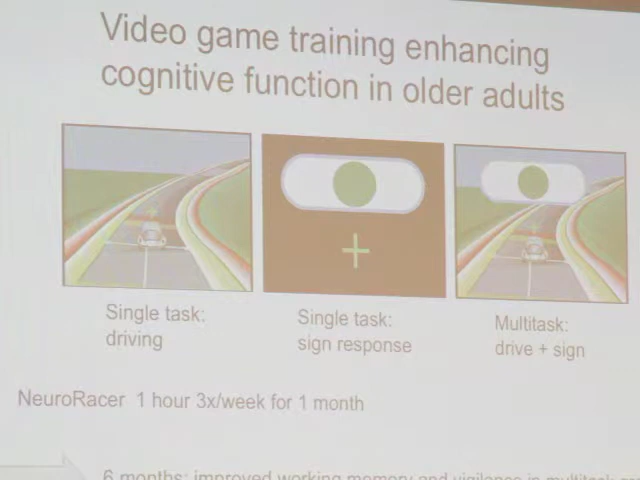 Video game training enhancing
cognitive function in older adults
Single task:
driving
Single task:
sign response
Multitask:
drive + sign
NeuroRacer 1 hour 3x/week for 1 month
6 months: improved working memory and vigilance in multitask